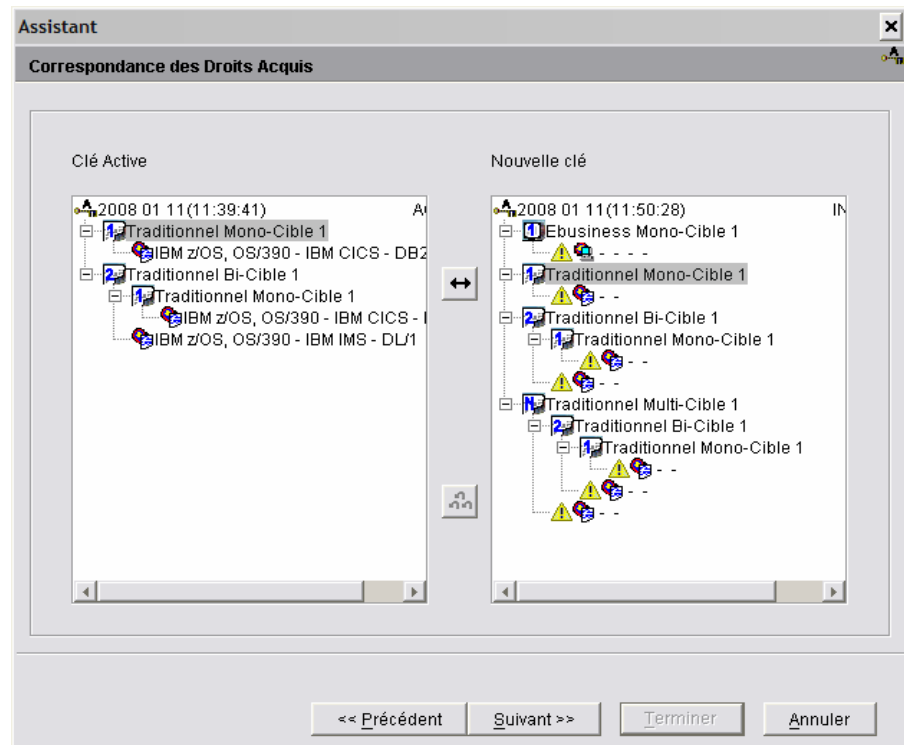 Assistant
Correspondance des Droits Acquis
Clé Active
2008 01 11(11:39:41)
Traditionnel Mono-Cible 1
IBM z/OS, OS/390 - IBM CICS - DB2
Traditionnel Bi-Cible 1
Traditionnel Mono-Cible 1
IBM z/OS, OS/390 - IBM CICS -
IBM z/OS, OS/390 - IBM IMS - DL/1
Nouvelle clé
2008 01 11(11:50:28) IN
Ebusiness Mono-Cible 1
- - - -
Traditionnel Mono-Cible 1
- -
Traditionnel Bi-Cible 1
Traditionnel Mono-Cible 1
- -
- -
Traditionnel Multi-Cible 1
Traditionnel Bi-Cible 1
Traditionnel Mono-Cible 1
- -
- -
- -
<< Précédent
Suivant >>
Terminer
Annuler